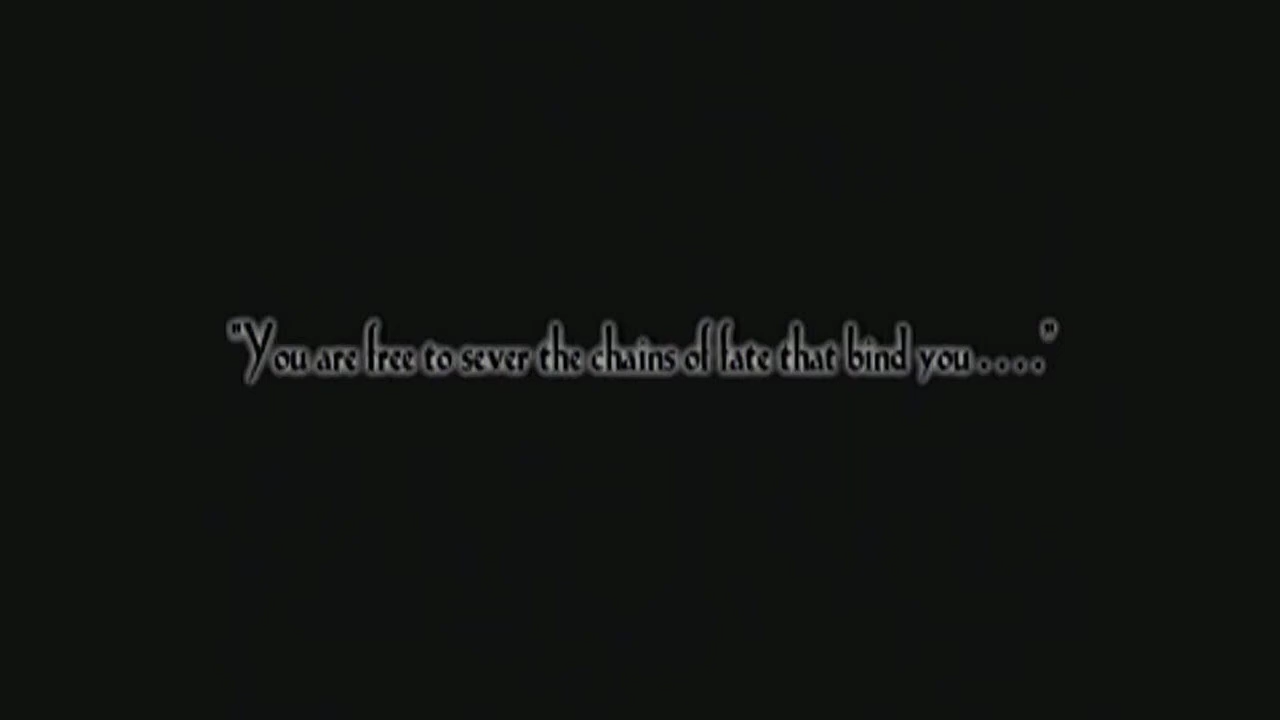 "You are free to sever the chains of fate that bind you...."